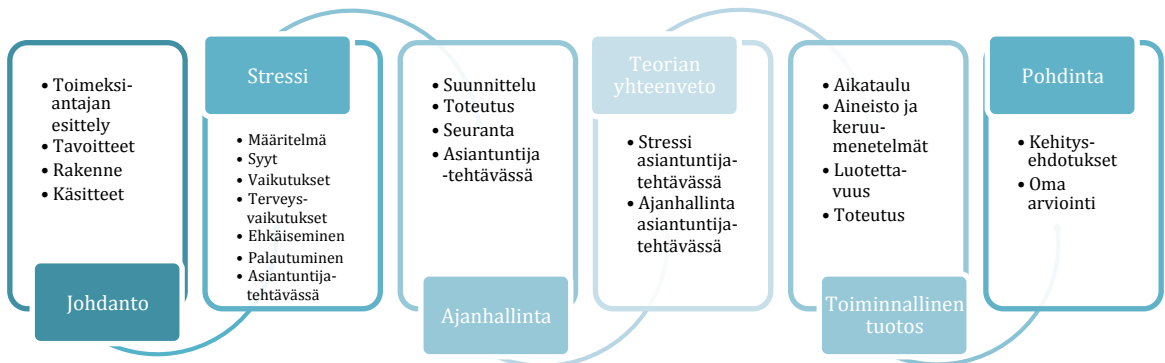 • Toimeksi-
antajan
esittely
• Tavoitteet
• Rakenne
• Käsitteet
Johdanto
Stressi
• Määritelmä
• Syyt
• Vaikutukset
• Terveys-
vaikutukset
• Ehkäiseminen
• Palautuminen
• Asiantuntija-
tehtävässä
• Suunnittelu
• Toteutus
• Seuranta
• Asiantuntija
-tehtävässä
Ajanhallinta
Teorian
yhteenveto
• Stressi
asiantuntija-
tehtävässä
• Ajanhallinta
asiantuntija-
tehtävässä
• Aikataulu
• Aineisto ja
keruu-
menetelmät
• Luotetta-
vuus
• Toteutus
Toiminnallinen
tuotos
Pohdinta
• Kehitys-
ehdotukset
• Oma
arviointi